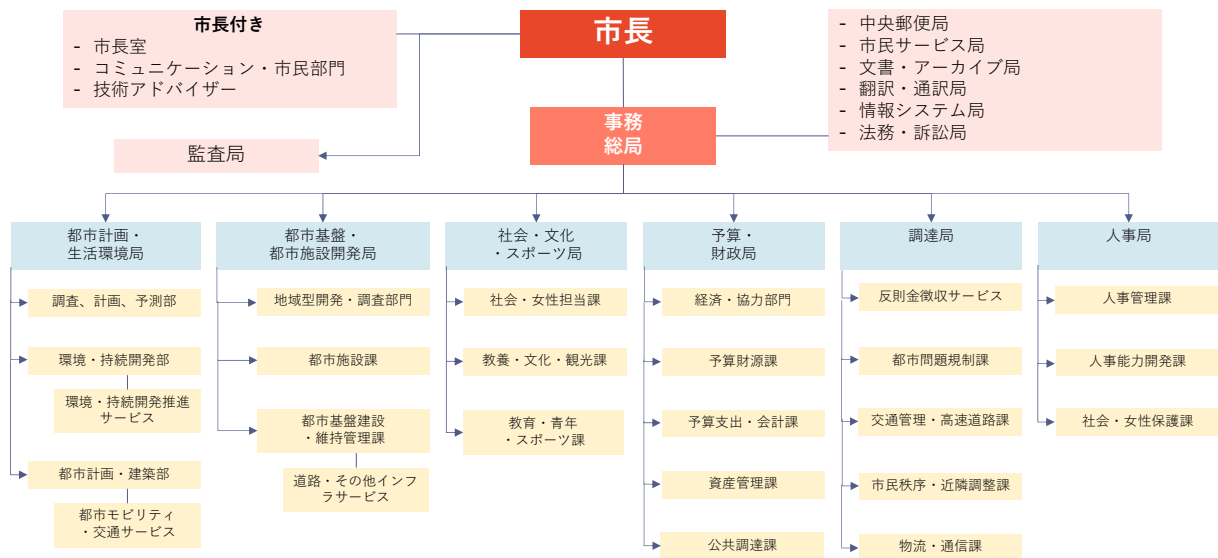 市長付き
- 市長室
- コミュニケーション・市民部門
- 技術アドバイザー
市長
- 中央郵便局
- 市民サービス局
- 文書・アーカイブ局
- 翻訳・通訳局
- 情報システム局
- 法務・訴訟局
事務
総局
監査局
都市計画・
生活環境局
調査、計画、予測部
環境・持続開発部
環境・持続開発推進
サービス
都市計画・建築部
都市モビリティ
・交通サービス
都市基盤・
都市施設開発局
地域型開発・調査部門
都市施設課
都市基盤建設
・維持管理課
道路・その他インフ
ラサービス
社会・文化
・スポーツ局
社会・女性担当課
教養・文化・観光課
教育・青年
・スポーツ課
予算・
財政局
経済・協力部門
予算財源課
予算支出・会計課
資産管理課
公共調達課
調達局
反則金徴収サービス
都市問題規制課
交通管理・高速道路課
市民秩序・近隣調整課
物流・通信課
人事局
人事管理課
人事能力開発課
社会・女性保護課